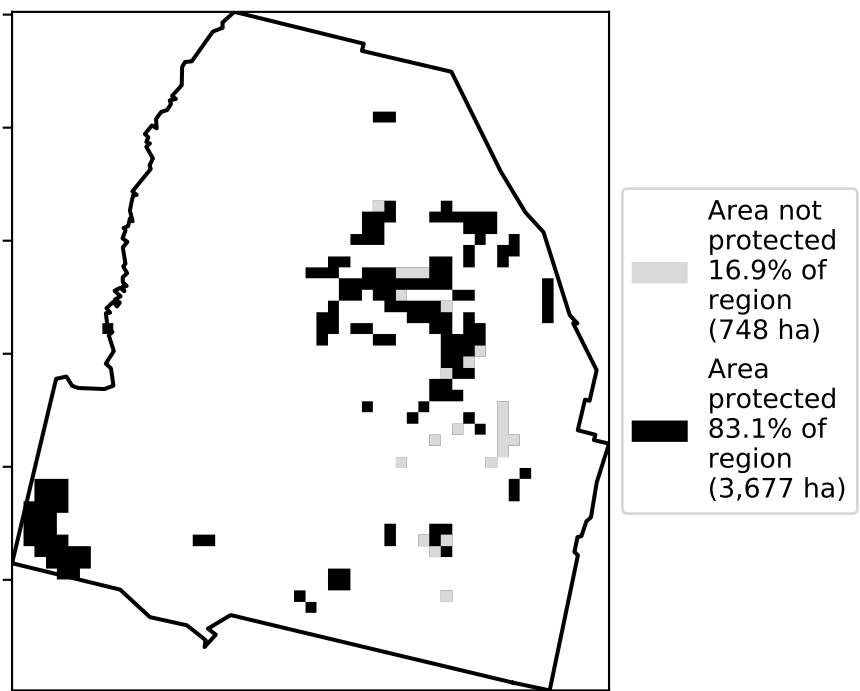 Area not
protected
16.9% of
region
(748 ha)
Area
protected
83.1% of
region
(3,677 ha)